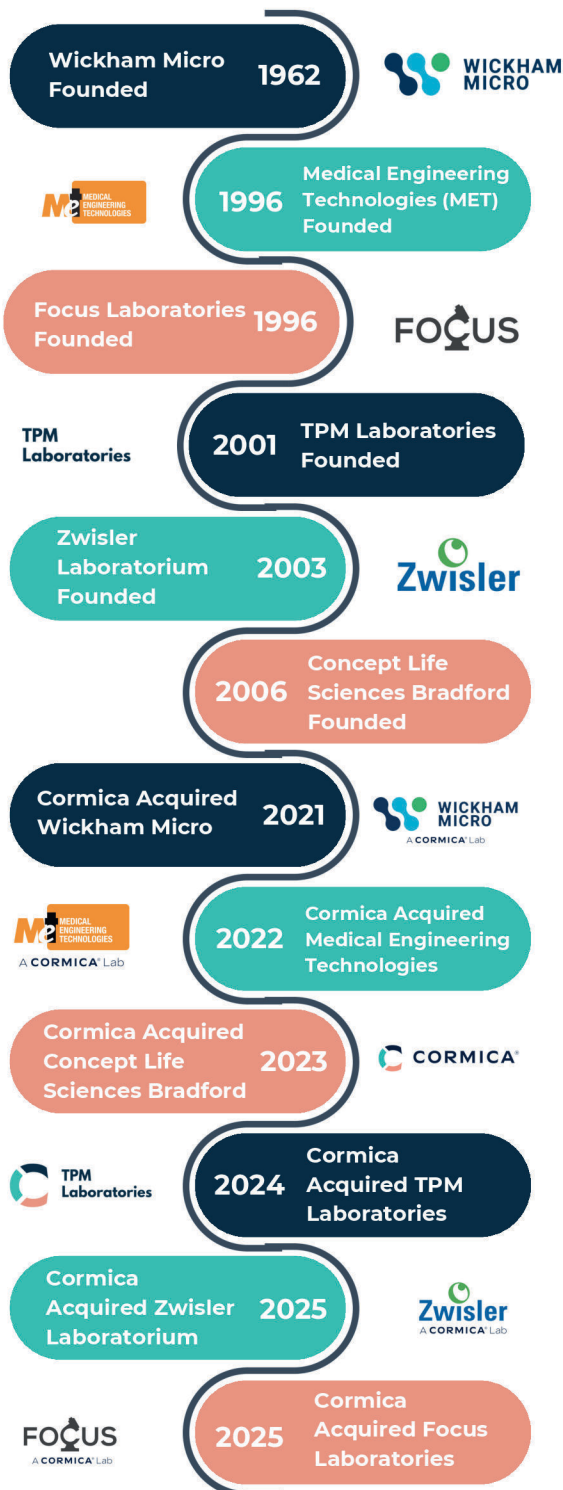 Wickham Micro
Founded
1962
WICKHAM
MICRO
Me
MEDICAL
ENGINEERING
TECHNOLOGIES
1996
Medical Engineering
Technologies (MET)
Founded
Focus Laboratories
Founded
1996
FOCUS
TPM
Laboratories
2001
TPM Laboratories
Founded
Zwisler
Laboratorium
Founded
2003
Zwisler
2006
Concept Life
Sciences Bradford
Founded
Cormica Acquired
Wickham Micro
2021
WICKHAM
MICRO
A CORMICA® Lab
Me
MEDICAL
ENGINEERING
TECHNOLOGIES
A CORMICA® Lab
2022
Cormica Acquired
Medical Engineering
Technologies
Cormica Acquired
Concept Life
Sciences Bradford
2023
CORMICA®
TPM
Laboratories
2024
Cormica
Acquired TPM
Laboratories
Cormica
Acquired Zwisler
Laboratorium
2025
Zwisler
A CORMICA® Lab
FOCUS
A CORMICA® Lab
2025
Cormica
Acquired Focus
Laboratories